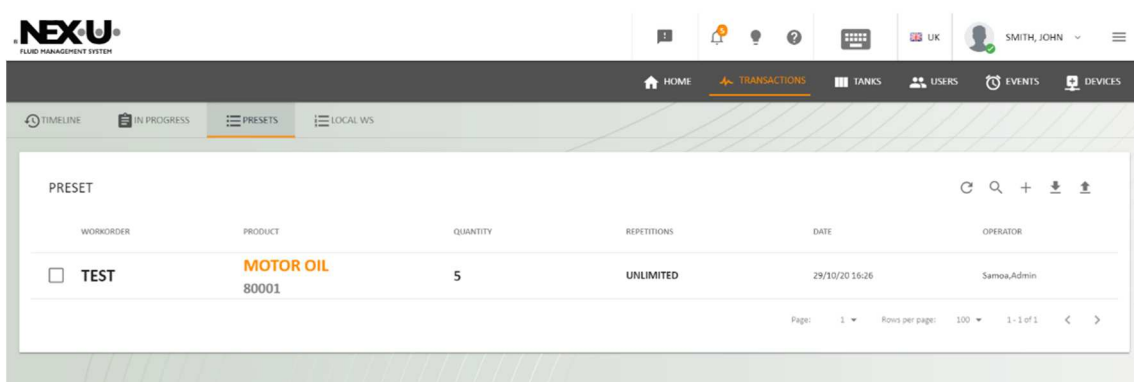 NEX·U·
FLUID MANAGEMENT SYSTEM
5
UK
SMITH, JOHN
HOME
TRANSACTIONS
TANKS
USERS
EVENTS
DEVICES
TIMELINE
IN PROGRESS
PRESETS
LOCAL WS
PRESET
WORKORDER PRODUCT QUANTITY REPETITIONS DATE OPERATOR
TEST MOTOR OIL 5 UNLIMITED 29/10/20 16:26 Samoa,Admin
80001
Page: 1 Rows per page: 100 1-1 of 1